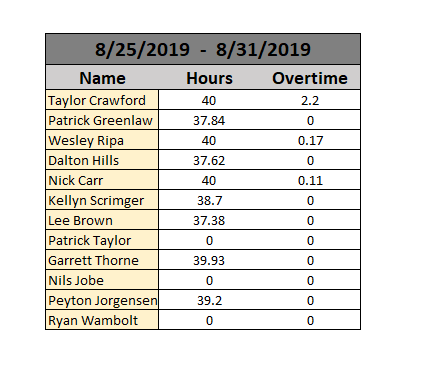 8/25/2019 - 8/31/2019
Name Hours Overtime
Taylor Crawford 40 2.2
Patrick Greenlaw 37.84 0
Wesley Ripa 40 0.17
Dalton Hills 37.62 0
Nick Carr 40 0.11
Kellyn Scrimger 38.7 0
Lee Brown 37.38 0
Patrick Taylor 0 0
Garrett Thorne 39.93 0
Nils Jobe 0 0
Peyton Jorgensen 39.2 0
Ryan Wambolt 0 0